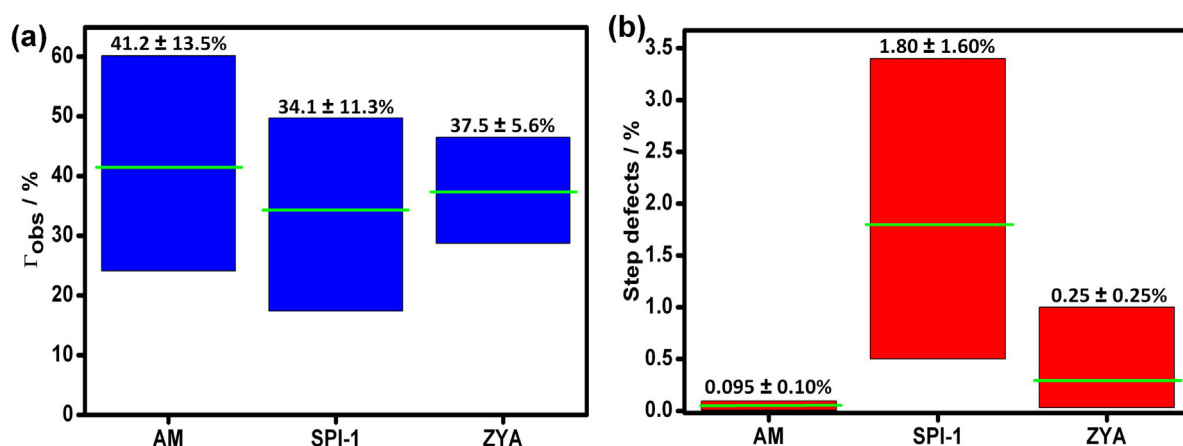 (a)
Γobs / %
60
50
40
30
20
10
0
41.2 ± 13.5%
34.1 ± 11.3%
37.5 ± 5.6%
AM SPI-1 ZYA
(b)
Step defects / %
3.5
3.0
2.5
2.0
1.5
1.0
0.5
0.0
1.80 ± 1.60%
0.25 ± 0.25%
0.095 ± 0.10%
AM SPI-1 ZYA